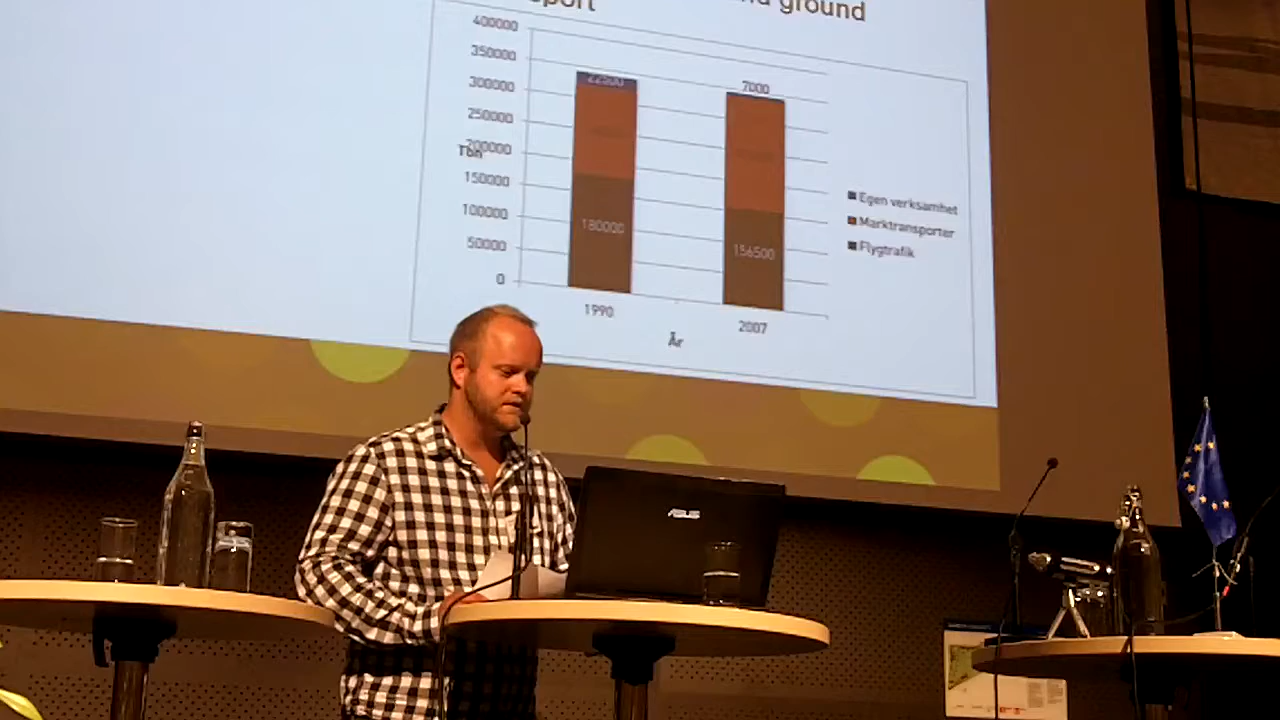 ground
400000
350000
300000
250000
200000
150000
100000
50000
0
Ton
22500
7000
180000
156500
1990
2007
År
Egen verksamhet
Marktransporter
Flygtrafik
ASUS